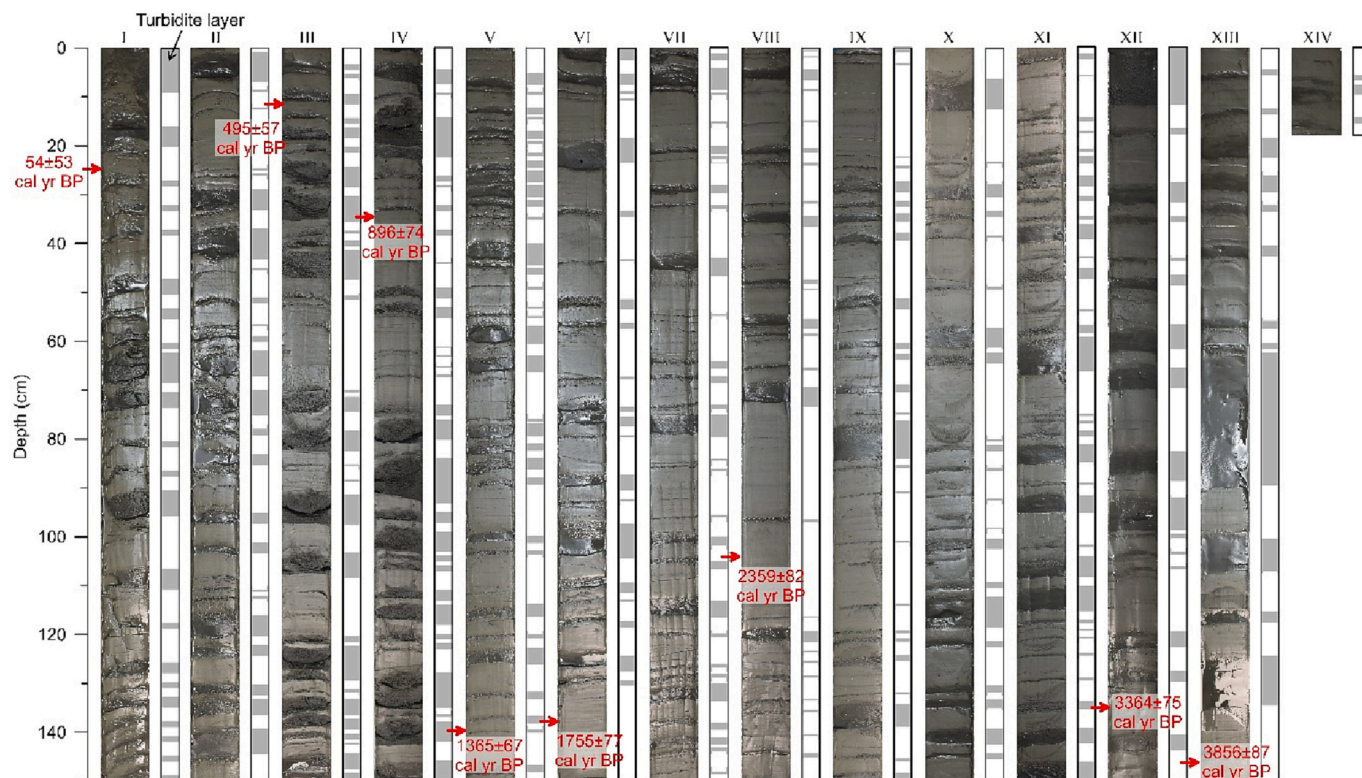 Turbidite layer
I II III IV V VI VII VIII IX X XI XII XIII XIV
0
20
40
60
80
100
120
140
Depth (cm)
54±53
cal yr BP
495±57
cal yr BP
896±74
cal yr BP
1365±67
cal yr BP
1755±77
cal yr BP
2359±82
cal yr BP
3364±75
cal yr BP
3856±87
cal yr BP